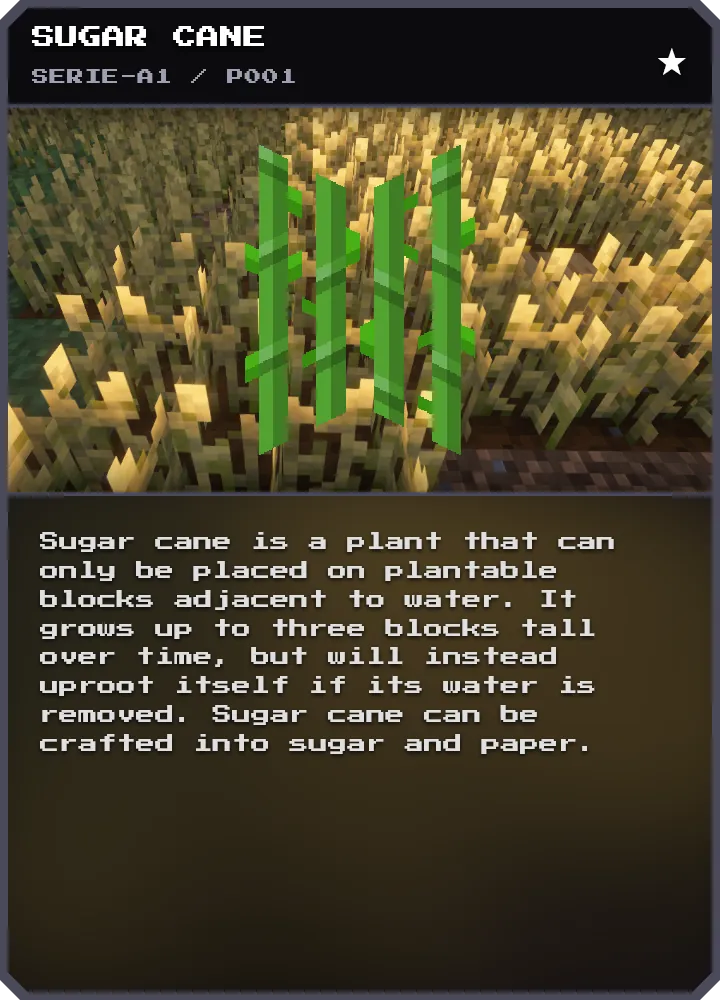 SUGAR CANE
SERIE-A1 / P001
Sugar cane is a plant that can
only be placed on plantable
blocks adjacent to water. It
grows up to three blocks tall
over time, but will instead
uproot itself if its water is
removed. Sugar cane can be
crafted into sugar and paper.